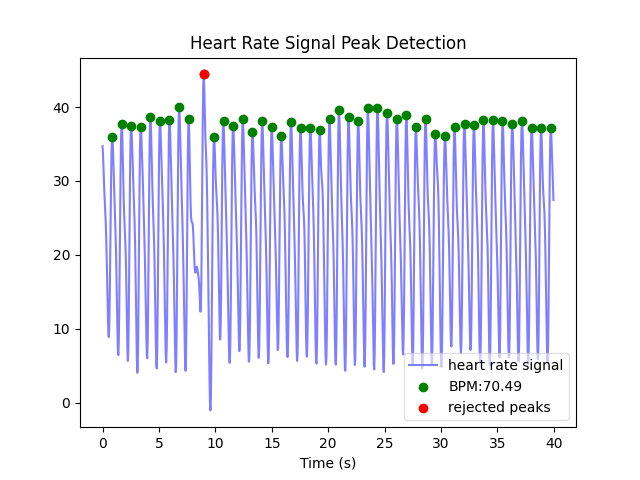 Heart Rate Signal Peak Detection
40
30
20
10
0
heart rate signal
BPM:70.49
rejected peaks
0 5 10 15 20 25 30 35 40
Time (s)